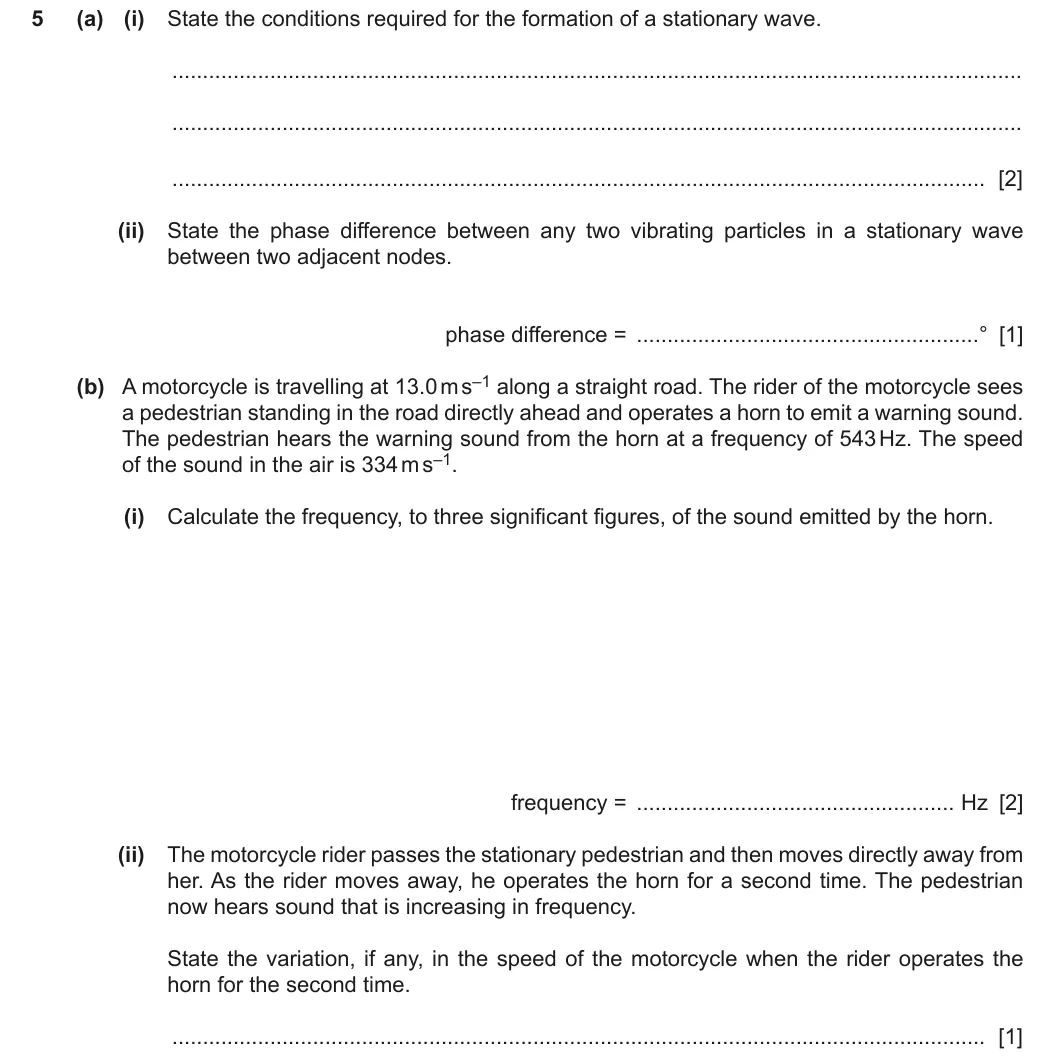 5 (a) (i) State the conditions required for the formation of a stationary wave.
..........................................................................................................................................
..........................................................................................................................................
..................................................................................................................................... [2]
(ii) State the phase difference between any two vibrating particles in a stationary wave
between two adjacent nodes.
phase difference = ........................................................° [1]
(b) A motorcycle is travelling at 13.0 m s⁻¹ along a straight road. The rider of the motorcycle sees
a pedestrian standing in the road directly ahead and operates a horn to emit a warning sound.
The pedestrian hears the warning sound from the horn at a frequency of 543 Hz. The speed
of the sound in the air is 334 m s⁻¹.
(i) Calculate the frequency, to three significant figures, of the sound emitted by the horn.
frequency = .................................................... Hz [2]
(ii) The motorcycle rider passes the stationary pedestrian and then moves directly away from
her. As the rider moves away, he operates the horn for a second time. The pedestrian
now hears sound that is increasing in frequency.
State the variation, if any, in the speed of the motorcycle when the rider operates the
horn for the second time.
..................................................................................................................................... [1]